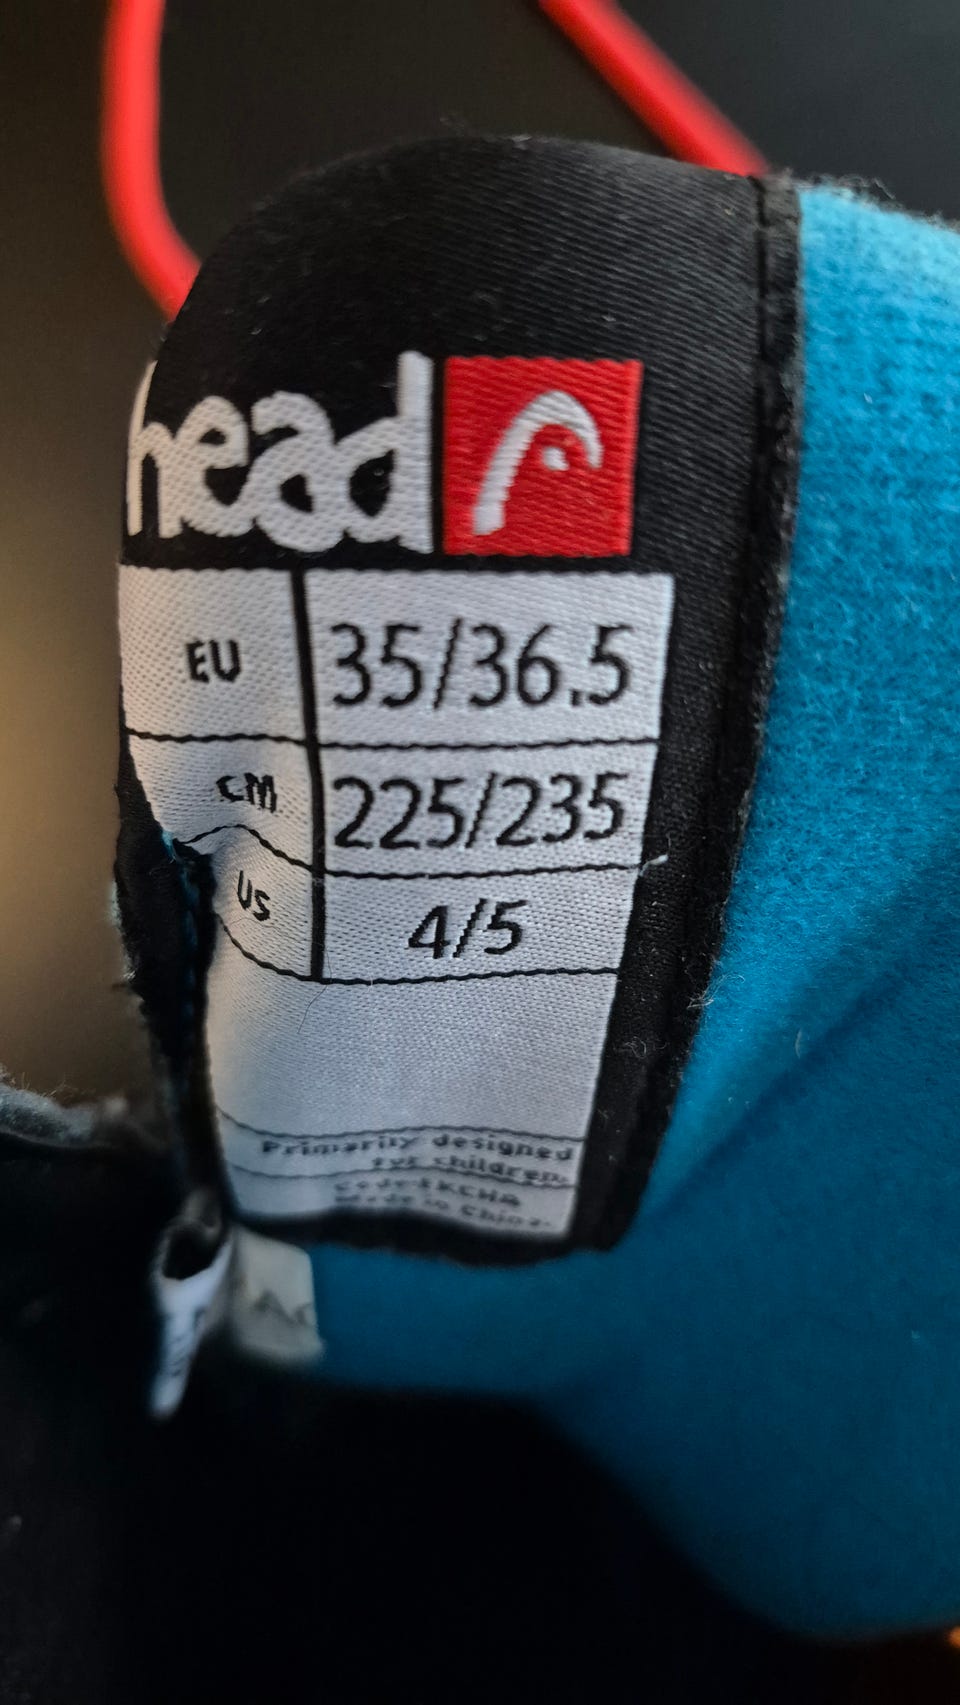 head
EU 35/36.5
CM 225/235
US 4/5
Primarily designed
for children.
Made in China.